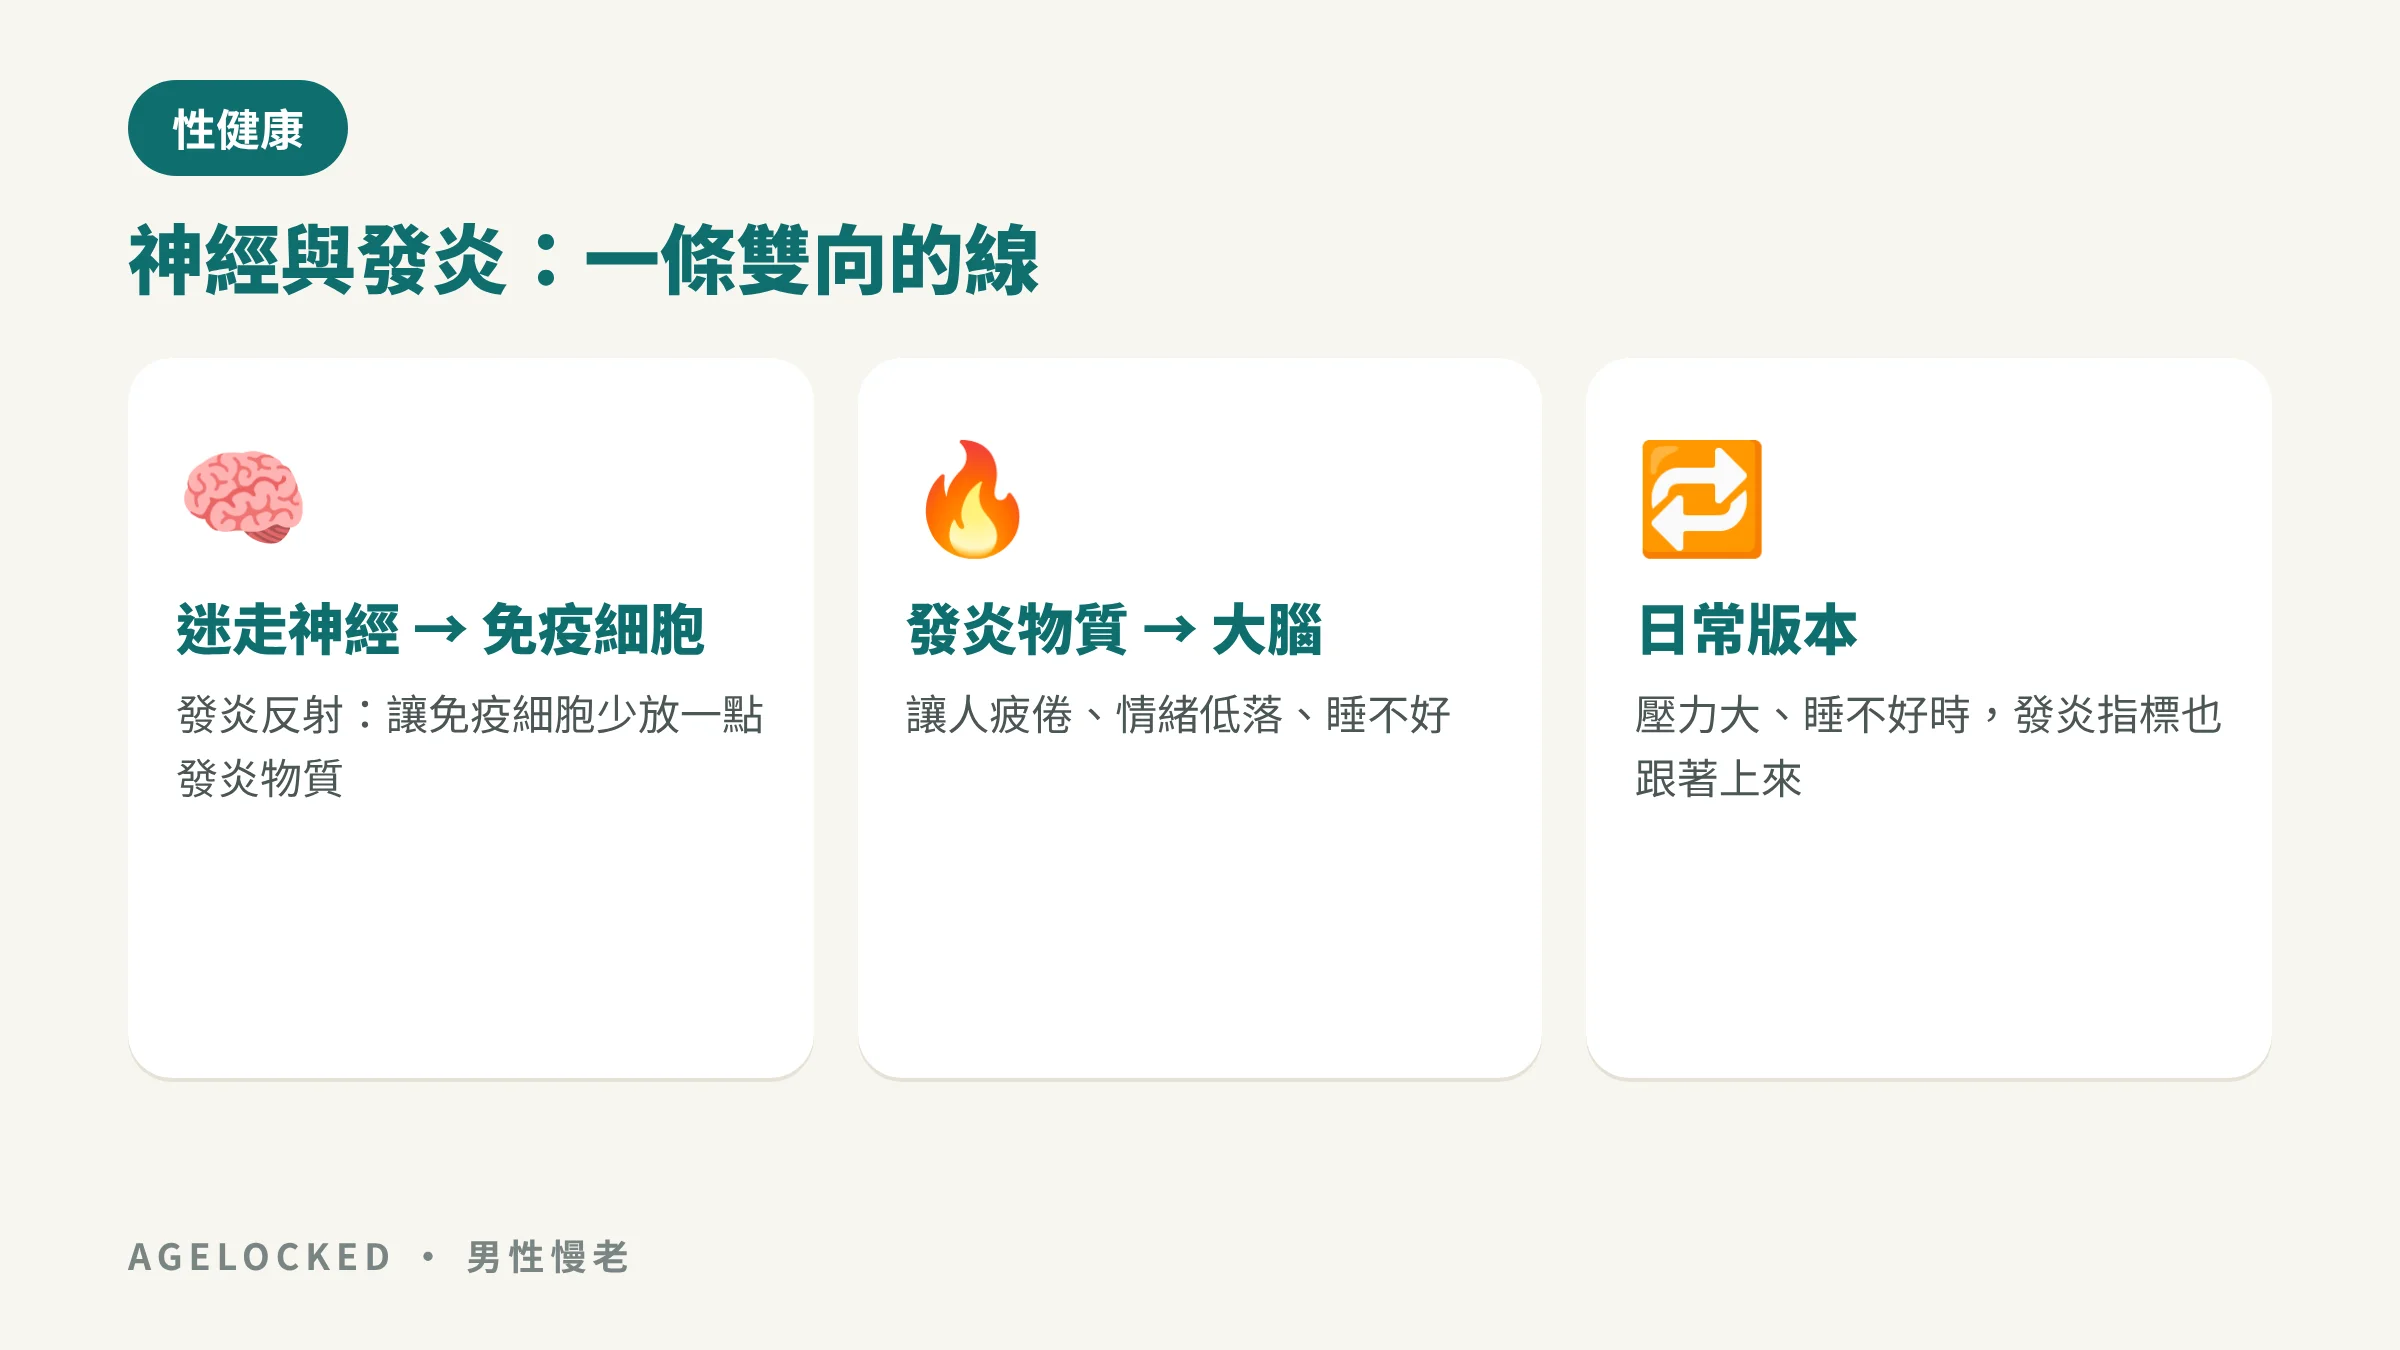 性健康
神經與發炎：一條雙向的線
迷走神經 → 免疫細胞
發炎反射：讓免疫細胞少放一點
發炎物質
發炎物質 → 大腦
讓人疲倦、情緒低落、睡不好
日常版本
壓力大、睡不好時，發炎指標也
跟著上來
AGELOCKED · 男性慢老